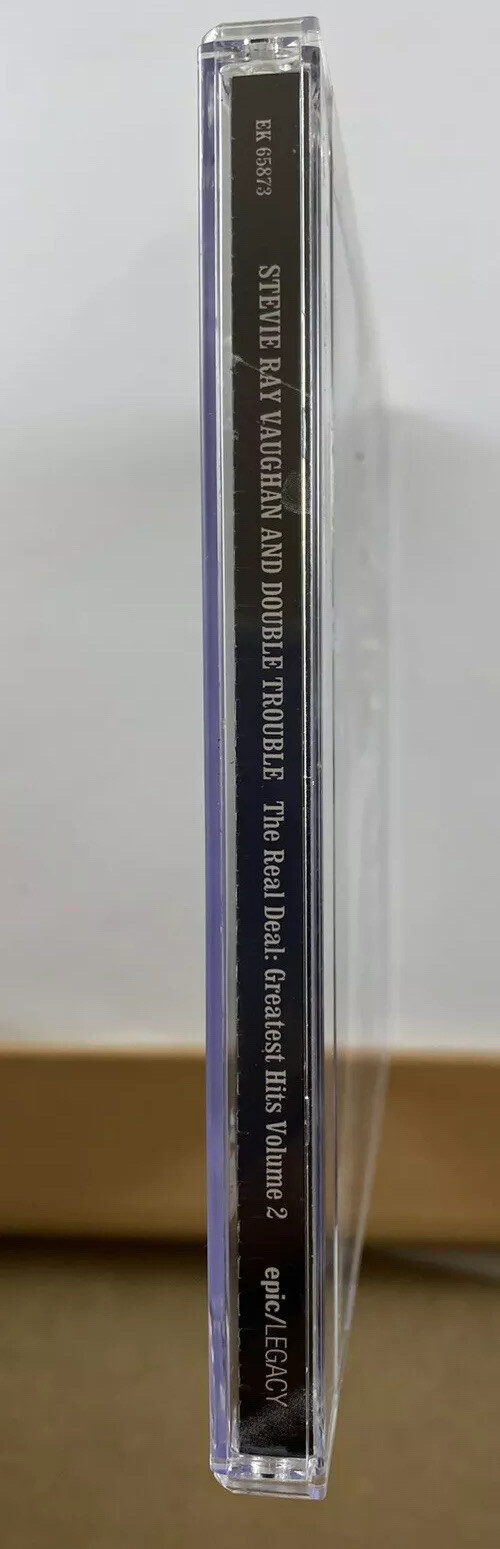 EK 65873 STEVIE RAY VAUGHAN AND DOUBLE TROUBLE The Real Deal: Greatest Hits Volume 2 epic/LEGACY